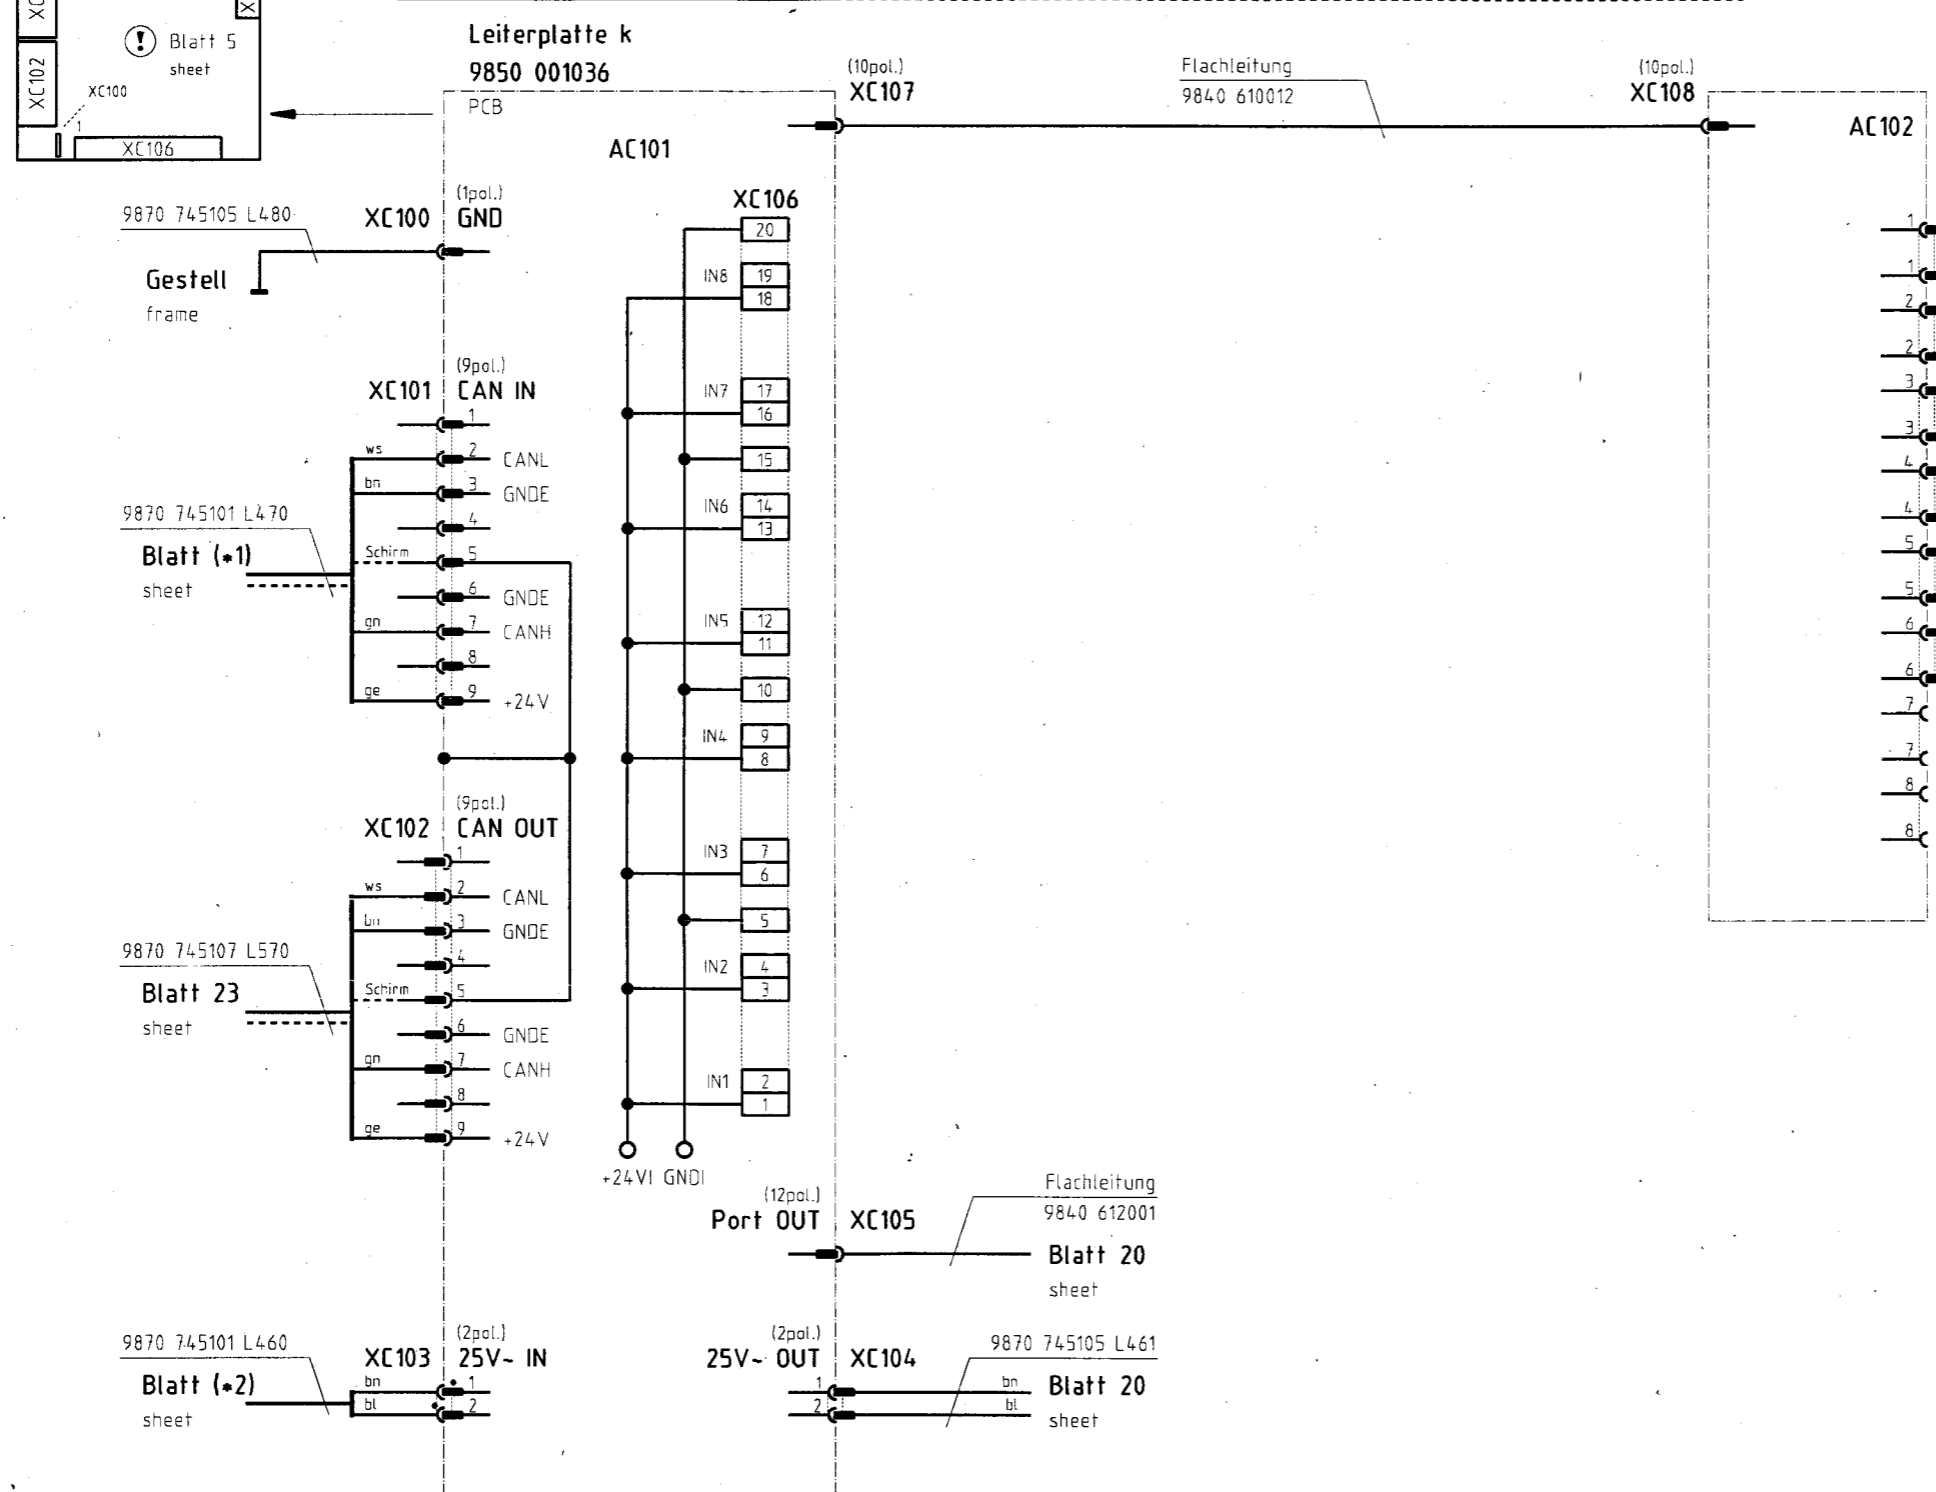 XC102
! Blatt 5
sheet
XC100
1
XC106
Leiterplatte k
9850 001036
PCB
AC101
(10pol.)
XC107
Flachleitung
9840 610012
(10pol.)
XC108
AC102
9870 745105 L480
XC100
(1pol.)
GND
Gestell
frame
XC101
(9pol.)
CAN IN
1
ws 2 CANL
bn 3 GNDE
4
Schirm 5
6 GNDE
gn 7 CANH
8
ge 9 +24V
9870 745101 L470
Blatt (*1)
sheet
XC102
(9pol.)
CAN OUT
1
ws 2 CANL
bn 3 GNDE
4
Schirm 5
6 GNDE
gn 7 CANH
8
ge 9 +24V
9870 745107 L570
Blatt 23
sheet
XC106
20
IN8 19
18
IN7 17
16
15
IN6 14
13
IN5 12
11
10
IN4 9
8
IN3 7
6
5
IN2 4
3
IN1 2
1
+24VI GNDI
1
1
2
2
3
3
4
4
5
5
6
6
7
7
8
8
(12pol.)
Port OUT XC105
Flachleitung
9840 612001
Blatt 20
sheet
9870 745101 L460
Blatt (*2)
sheet
XC103
(2pol.)
25V~ IN
bn 1
bl 2
(2pol.)
25V~ OUT XC104
1 bn
2 bl
9870 745105 L461
Blatt 20
sheet